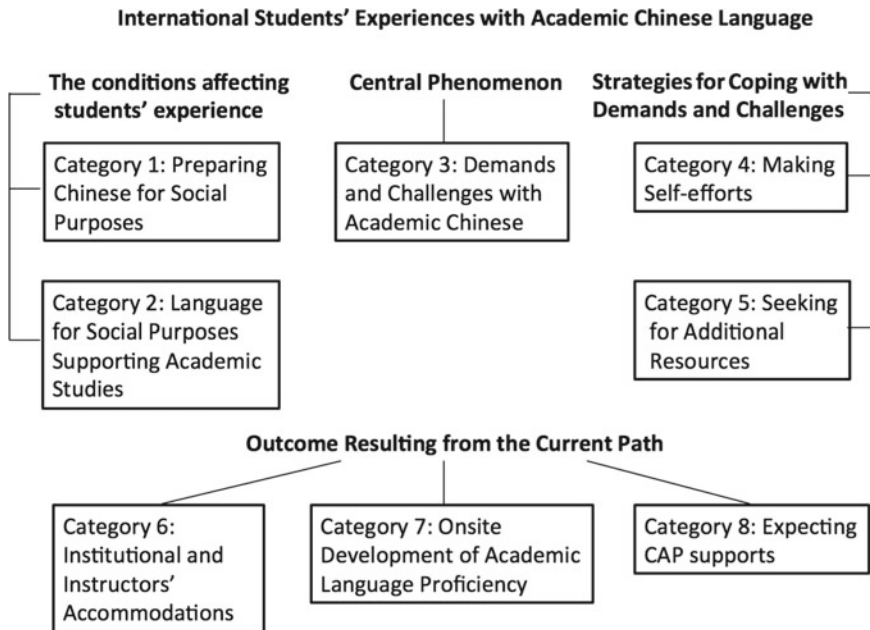 International Students' Experiences with Academic Chinese Language
The conditions affecting
students' experience
Central Phenomenon
Strategies for Coping with
Demands and Challenges
Category 1: Preparing
Chinese for Social
Purposes
Category 3: Demands
and Challenges with
Academic Chinese
Category 4: Making
Self-efforts
Category 2: Language
for Social Purposes
Supporting Academic
Studies
Category 5: Seeking
for Additional
Resources
Outcome Resulting from the Current Path
Category 6:
Institutional and
Instructors'
Accommodations
Category 7: Onsite
Development of Academic
Language Proficiency
Category 8: Expecting
CAP supports